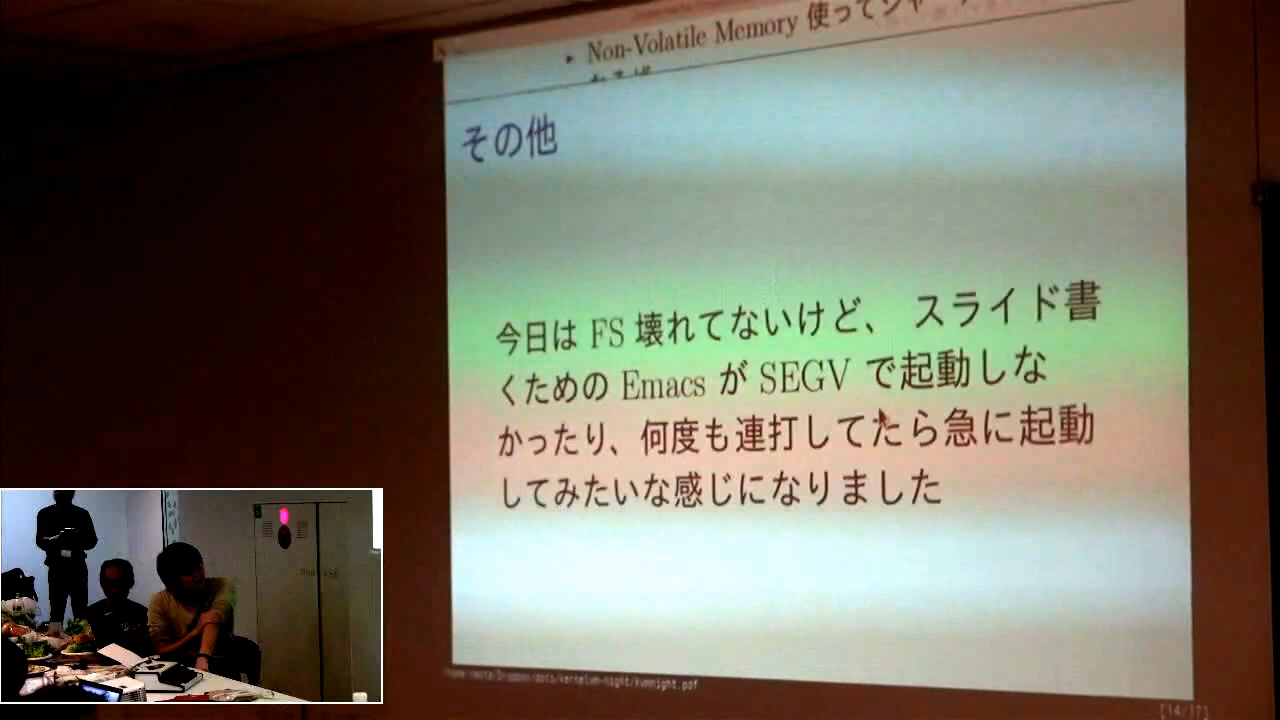 ▸ Non-Volatile Memory 使ってジャー
その他
今日は FS 壊れてないけど、 スライド書
くための Emacs が SEGV で起動しな
かったり、何度も連打してたら急に起動
してみたいな感じになりました
[14/17]